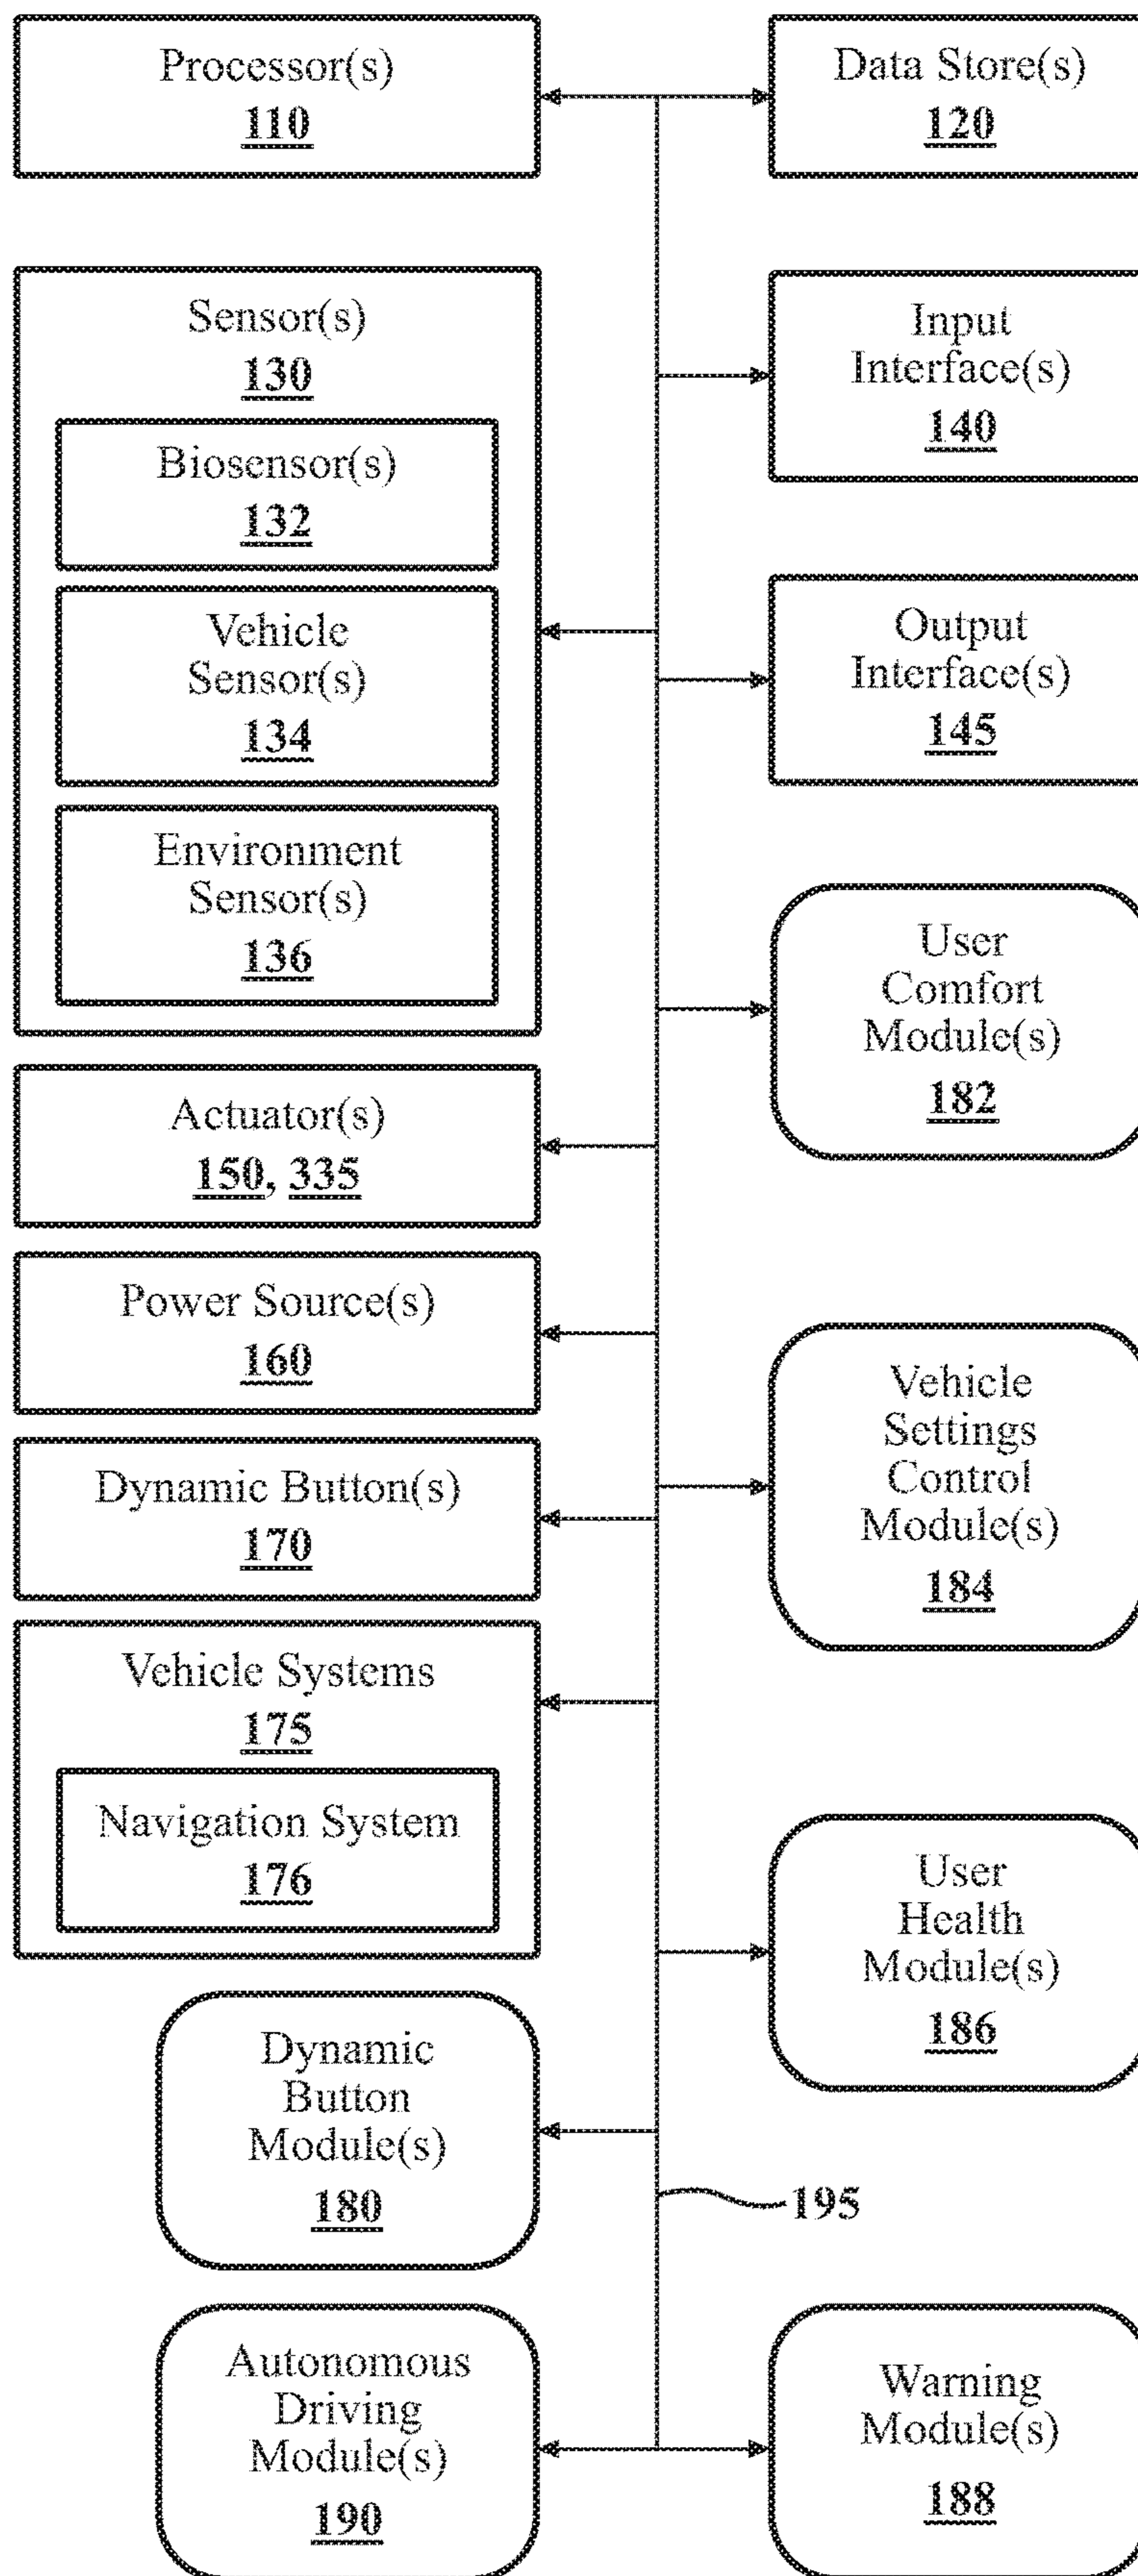 Processor(s)
110
Data Store(s)
120
Sensor(s)
130
Biosensor(s)
132
Vehicle
Sensor(s)
134
Environment
Sensor(s)
136
Input
Interface(s)
140
Output
Interface(s)
145
User
Comfort
Module(s)
182
Actuator(s)
150, 335
Power Source(s)
160
Dynamic Button(s)
170
Vehicle
Settings
Control
Module(s)
184
Vehicle Systems
175
Navigation System
176
User
Health
Module(s)
186
Dynamic
Button
Module(s)
180
195
Autonomous
Driving
Module(s)
190
Warning
Module(s)
188